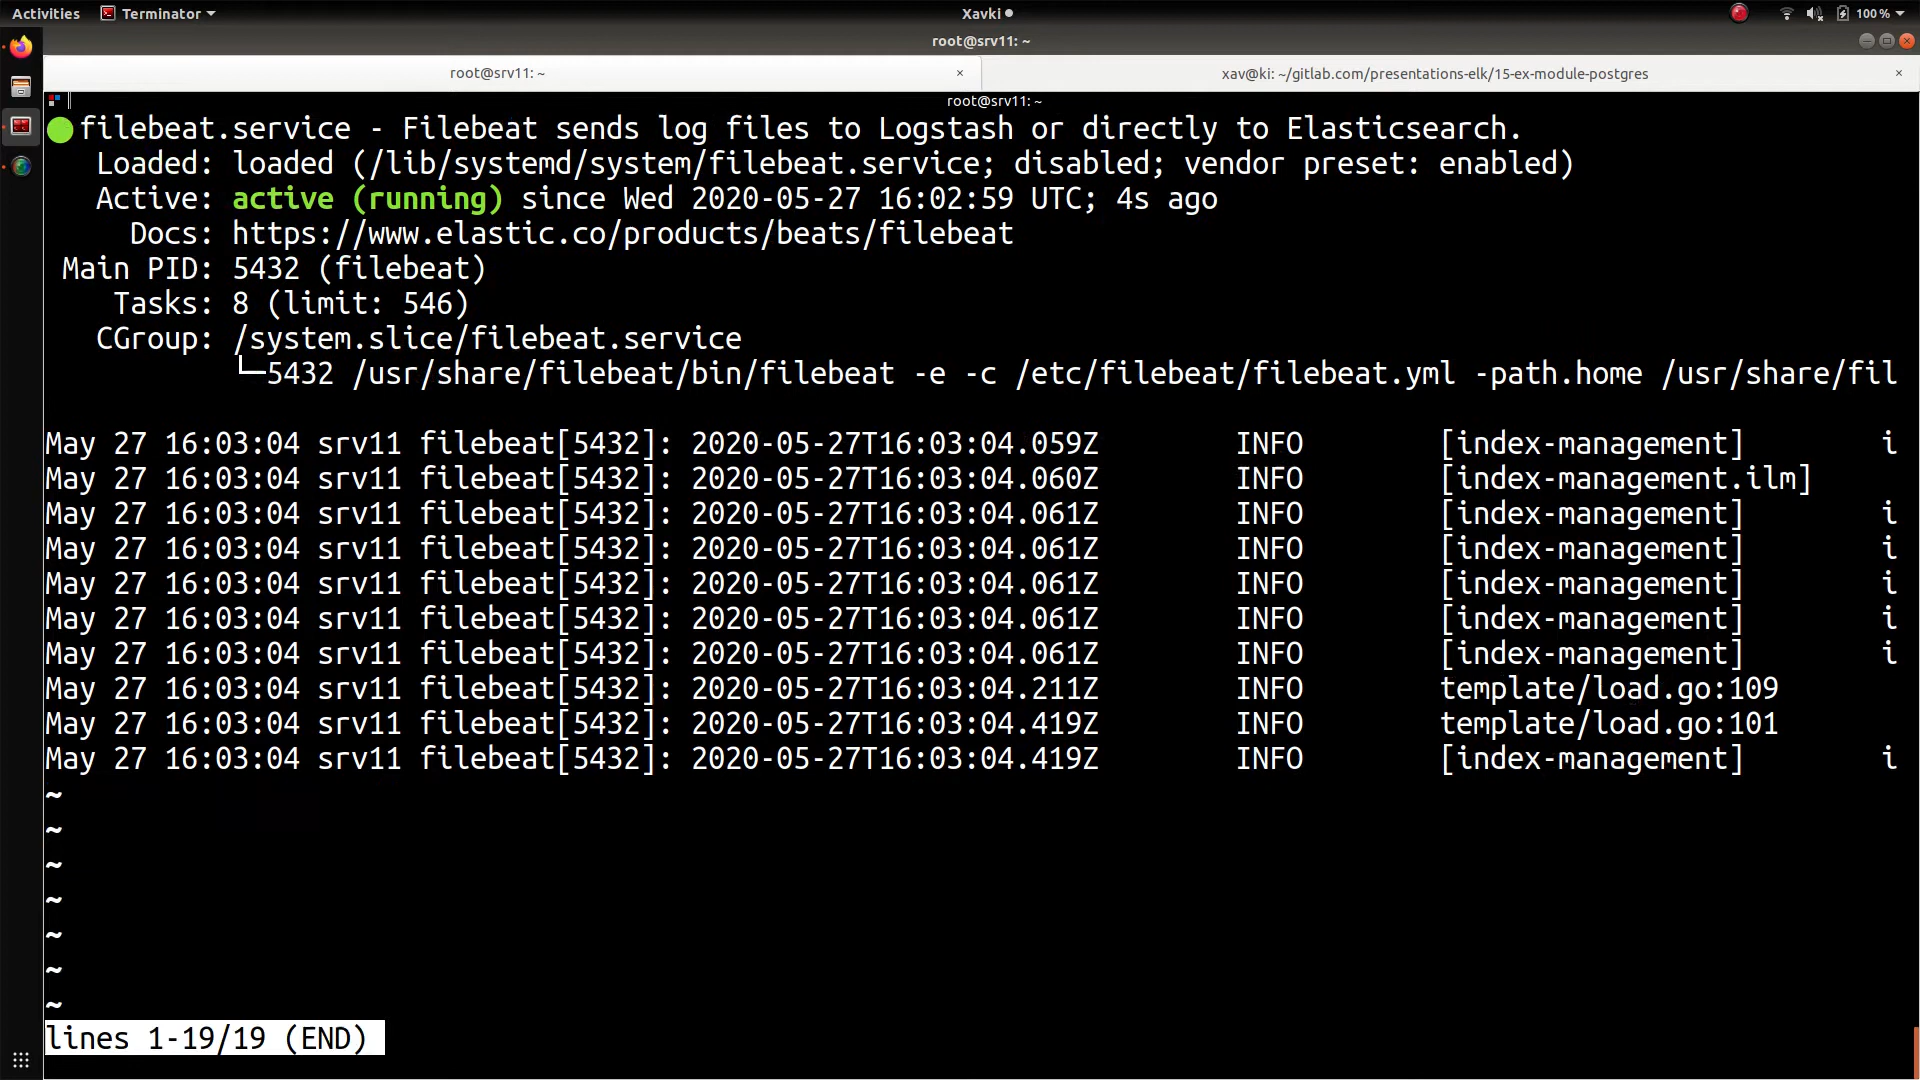 Activities Terminator Xavki 100%
root@srv11: ~
root@srv11: ~ × xav@ki: ~/gitlab.com/presentations-elk/15-ex-module-postgres ×
root@srv11: ~
filebeat.service - Filebeat sends log files to Logstash or directly to Elasticsearch.
Loaded: loaded (/lib/systemd/system/filebeat.service; disabled; vendor preset: enabled)
Active: active (running) since Wed 2020-05-27 16:02:59 UTC; 4s ago
Docs: https://www.elastic.co/products/beats/filebeat
Main PID: 5432 (filebeat)
Tasks: 8 (limit: 546)
CGroup: /system.slice/filebeat.service
└─5432 /usr/share/filebeat/bin/filebeat -e -c /etc/filebeat/filebeat.yml -path.home /usr/share/fil
May 27 16:03:04 srv11 filebeat[5432]: 2020-05-27T16:03:04.059Z INFO [index-management] i
May 27 16:03:04 srv11 filebeat[5432]: 2020-05-27T16:03:04.060Z INFO [index-management.ilm]
May 27 16:03:04 srv11 filebeat[5432]: 2020-05-27T16:03:04.061Z INFO [index-management] i
May 27 16:03:04 srv11 filebeat[5432]: 2020-05-27T16:03:04.061Z INFO [index-management] i
May 27 16:03:04 srv11 filebeat[5432]: 2020-05-27T16:03:04.061Z INFO [index-management] i
May 27 16:03:04 srv11 filebeat[5432]: 2020-05-27T16:03:04.061Z INFO [index-management] i
May 27 16:03:04 srv11 filebeat[5432]: 2020-05-27T16:03:04.061Z INFO [index-management] i
May 27 16:03:04 srv11 filebeat[5432]: 2020-05-27T16:03:04.211Z INFO template/load.go:109
May 27 16:03:04 srv11 filebeat[5432]: 2020-05-27T16:03:04.419Z INFO template/load.go:101
May 27 16:03:04 srv11 filebeat[5432]: 2020-05-27T16:03:04.419Z INFO [index-management] i
~
~
~
~
~
~
~
lines 1-19/19 (END)